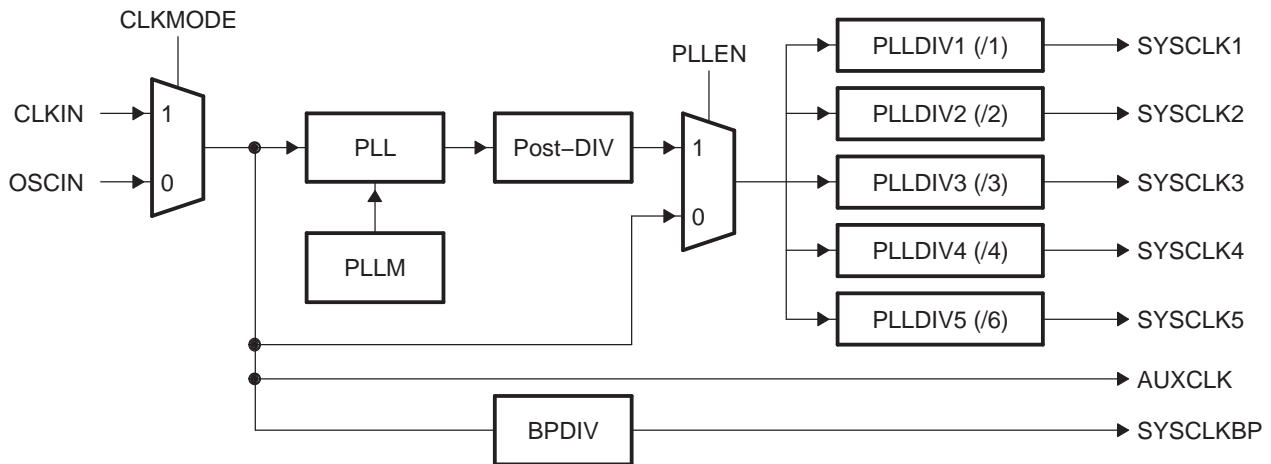 CLKMODE
PLLDIV1 (/1)
SYSCLK1
PLLEN
CLKIN
1
PLLDIV2 (/2)
SYSCLK2
PLL
Post−DIV
1
OSCIN
0
PLLDIV3 (/3)
SYSCLK3
0
PLLM
PLLDIV4 (/4)
SYSCLK4
PLLDIV5 (/6)
SYSCLK5
AUXCLK
BPDIV
SYSCLKBP